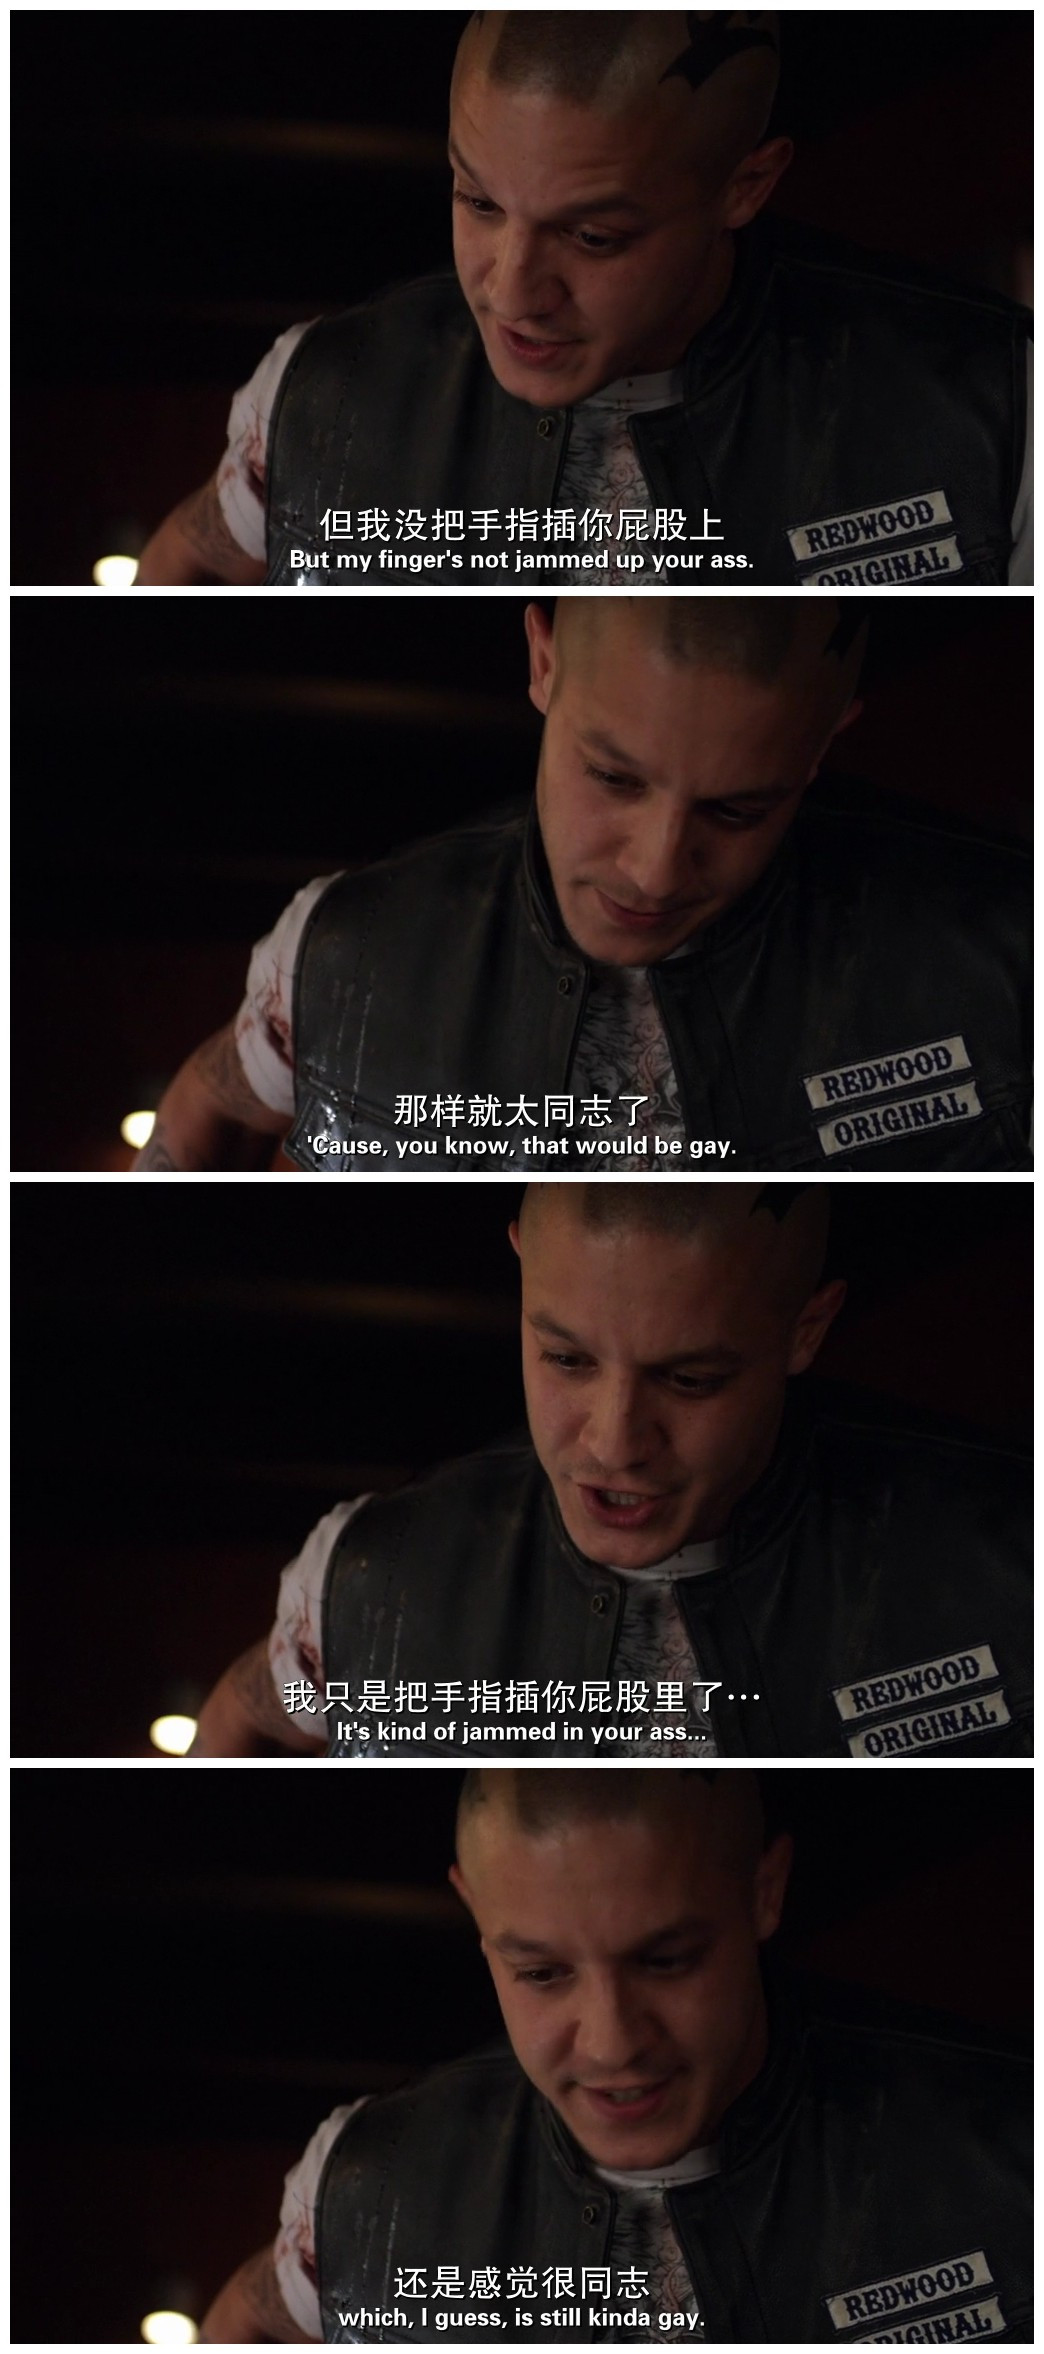 REDWOOD
ORIGINAL
但我没把手指插你屁股上
But my finger's not jammed up your ass.
REDWOOD
ORIGINAL
那样就太同志了
'Cause, you know, that would be gay.
REDWOOD
ORIGINAL
我只是把手指插你屁股里了…
It's kind of jammed in your ass...
REDWOOD
ORIGINAL
还是感觉很同志
which, I guess, is still kinda gay.